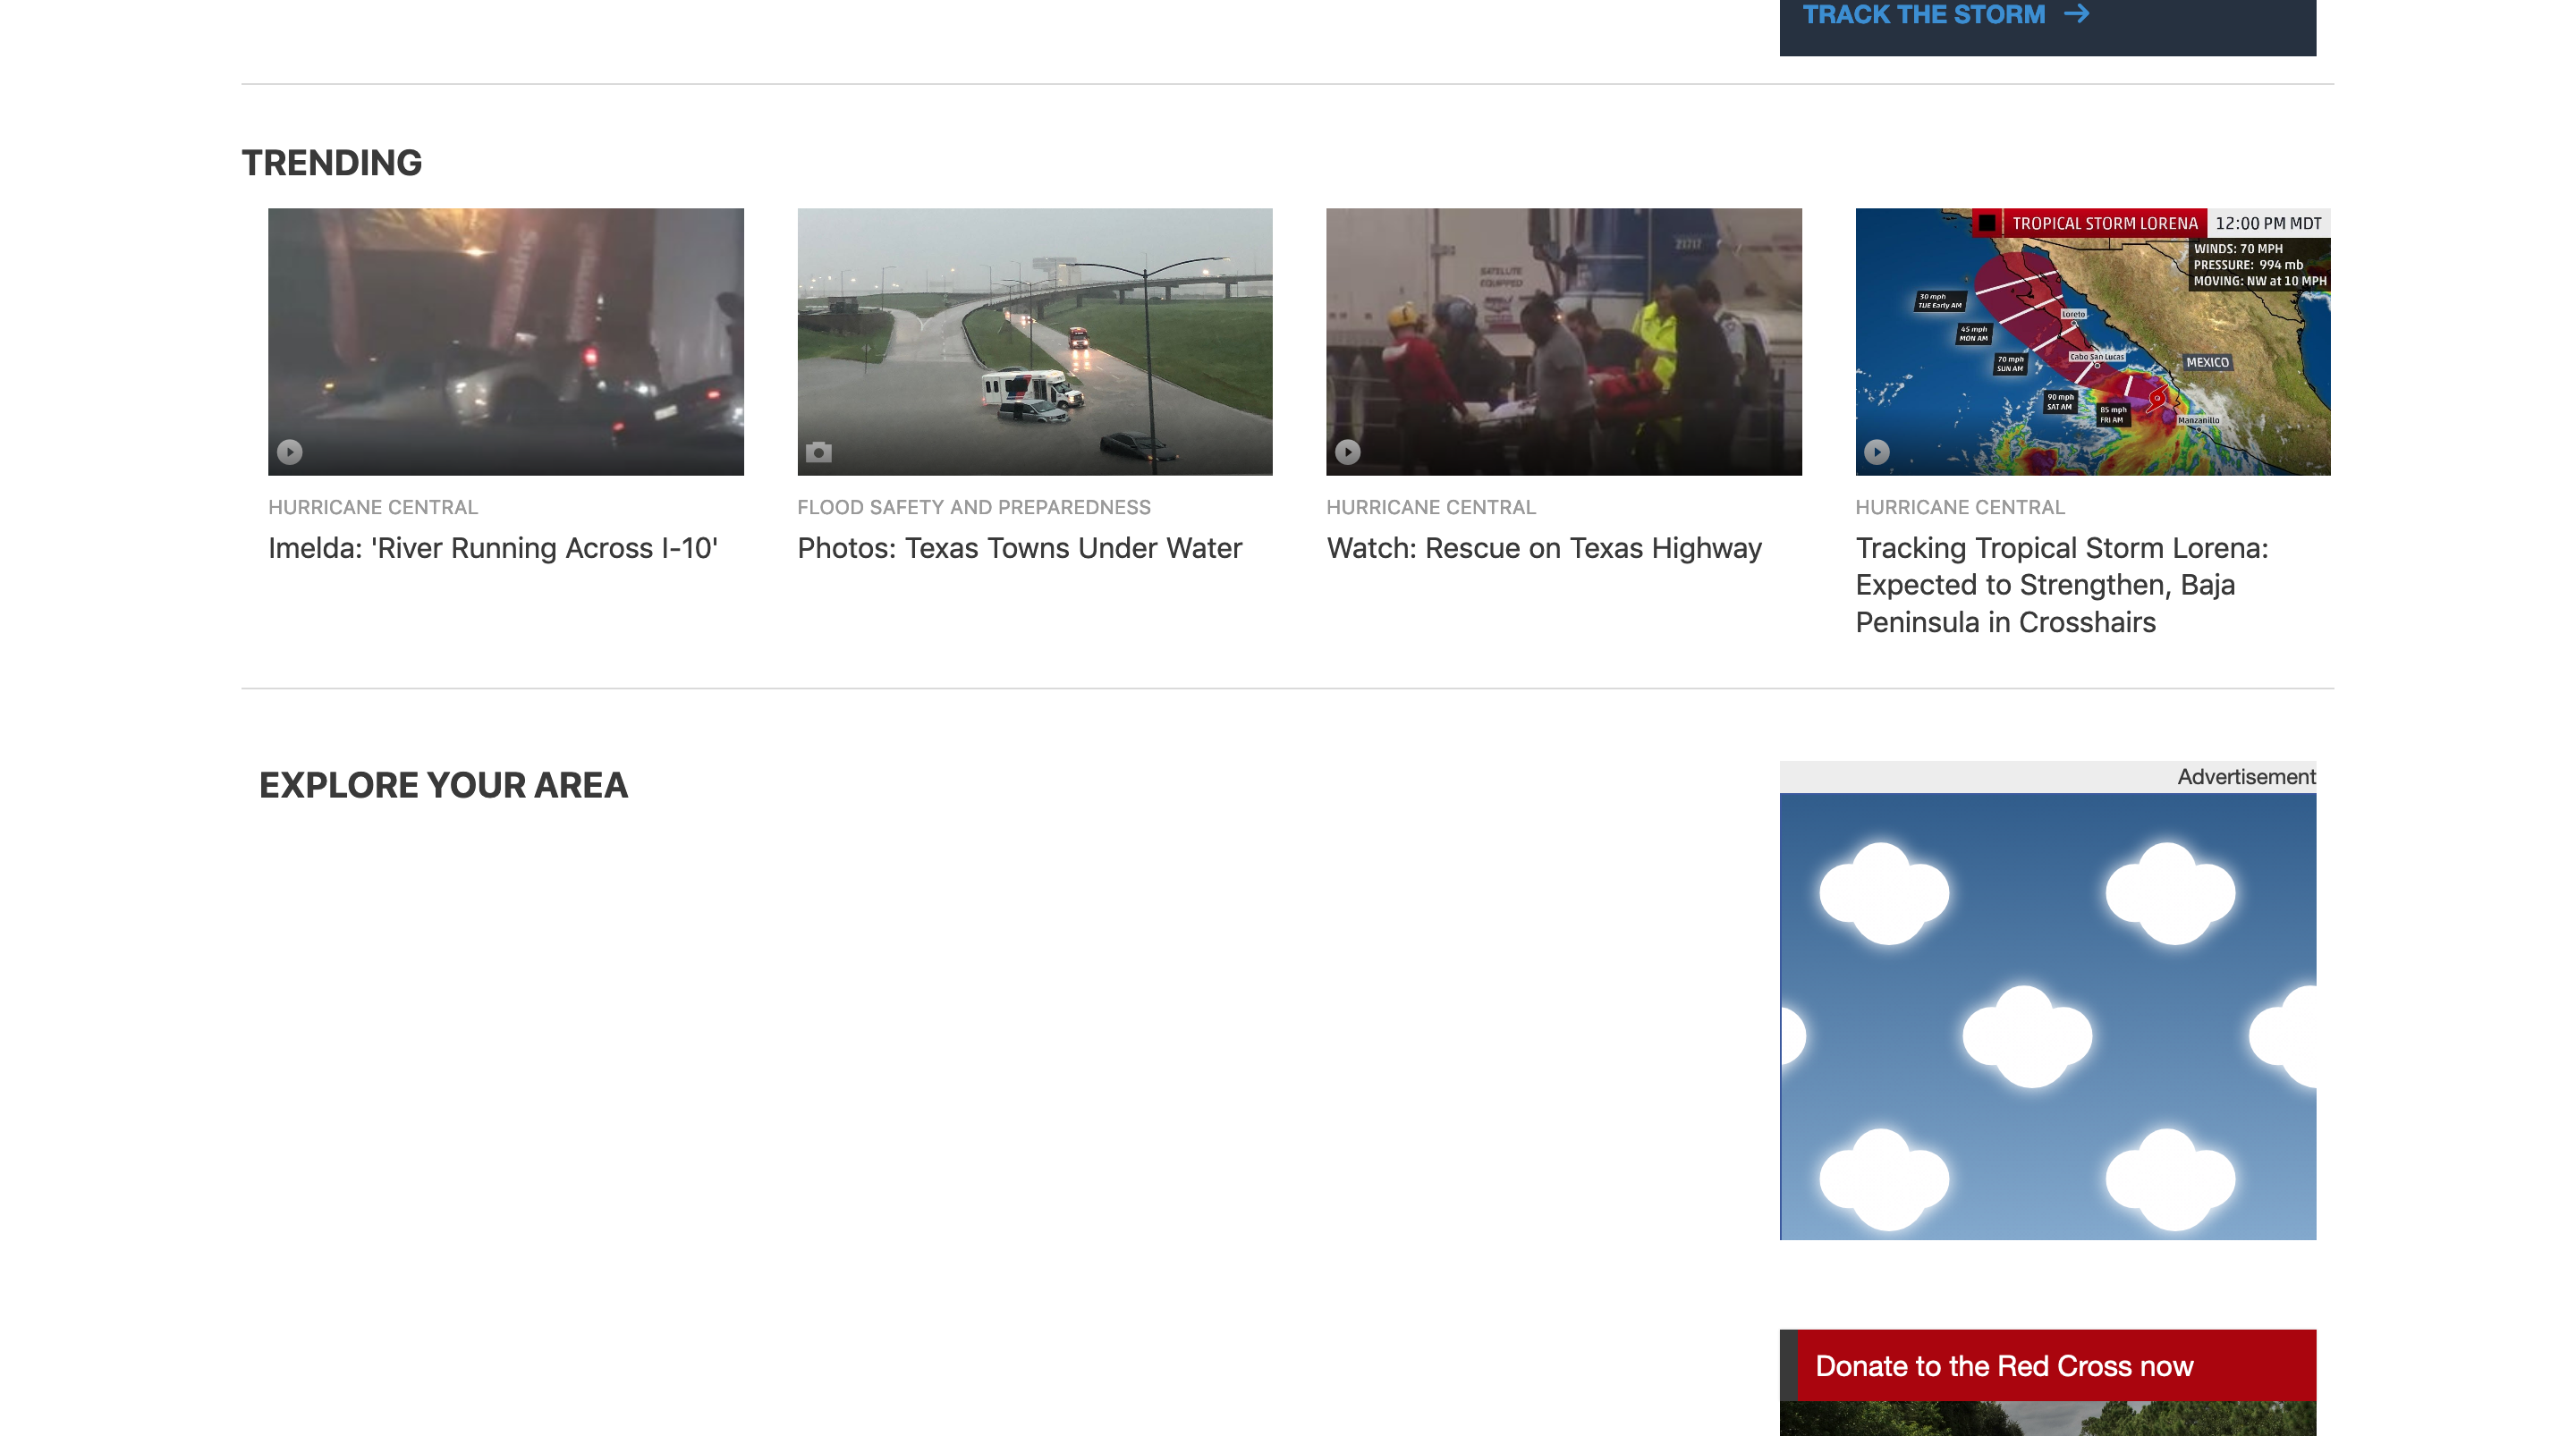 TRACK THE STORM
TRENDING
SATELLITE
EQUIPPED
21717
TROPICAL STORM LORENA 12:00 PM MDT
WINDS: 70 MPH
PRESSURE: 994 mb
MOVING: NW at 10 MPH
30 mph
TUE Early AM
45 mph
MON AM
70 mph
SUN AM
90 mph
SAT AM
85 mph
FRI AM
Loreto
Cabo San Lucas
MEXICO
Manzanillo
HURRICANE CENTRAL
Imelda: 'River Running Across I-10'
FLOOD SAFETY AND PREPAREDNESS
Photos: Texas Towns Under Water
HURRICANE CENTRAL
Watch: Rescue on Texas Highway
HURRICANE CENTRAL
Tracking Tropical Storm Lorena:
Expected to Strengthen, Baja
Peninsula in Crosshairs
EXPLORE YOUR AREA
Advertisement
Donate to the Red Cross now